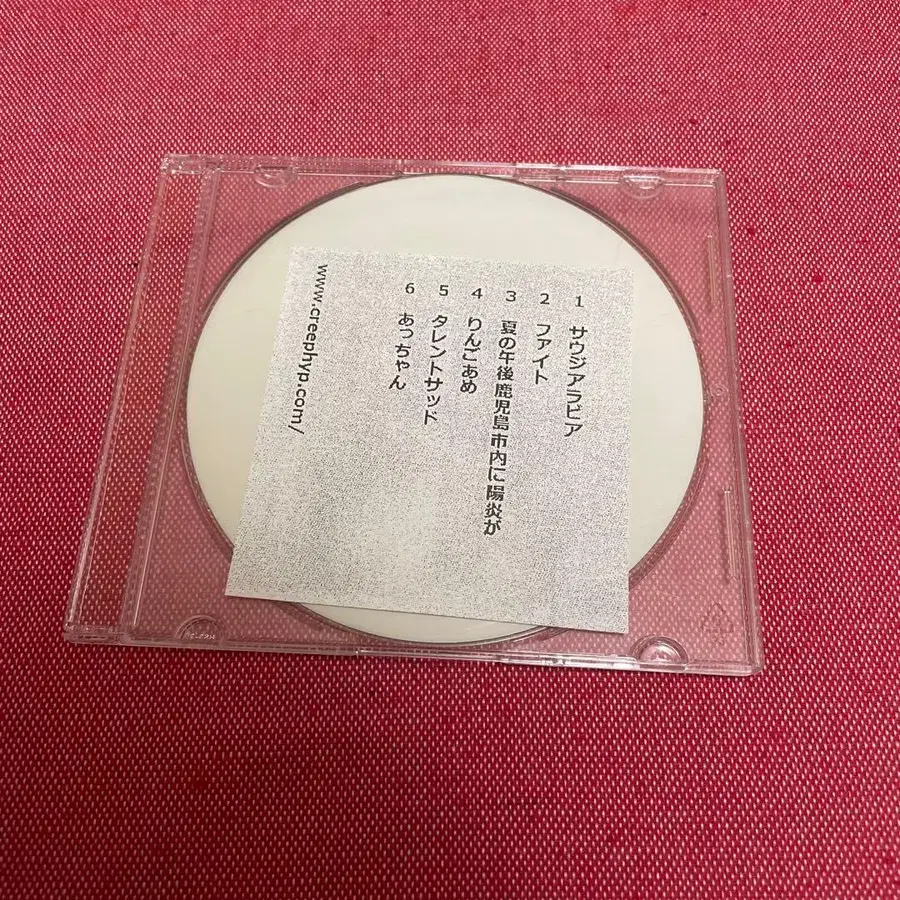 1 サウジアラビア
2 ファイト
3 夏の午後鹿児島市内に陽炎が
4 りんごあめ
5 タレントサッド
6 あっちゃん
www.creephyp.com/